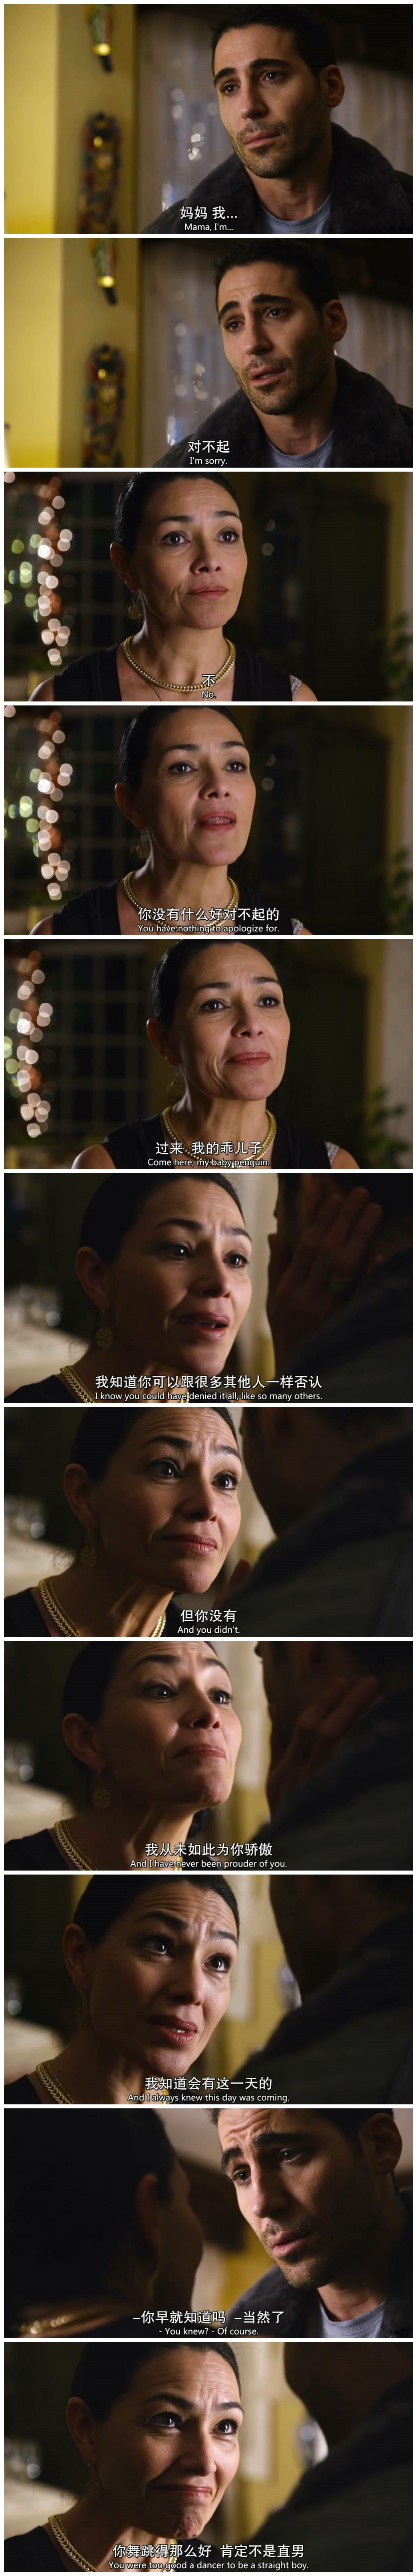 妈妈 我...
Mama, I'm...
对不起
I'm sorry.
不
No.
你没有什么好对不起的
You have nothing to apologize for.
过来 我的乖儿子
Come here, my baby penguin.
我知道你可以跟很多其他人一样否认
I know you could have denied it all, like so many others.
但你没有
And you didn't.
我从未如此为你骄傲
And I have never been prouder of you.
我知道会有这一天的
And I always knew this day was coming.
–你早就知道吗 –当然了
- You knew? - Of course.
你舞跳得那么好 肯定不是直男
You were too good a dancer to be a straight boy.